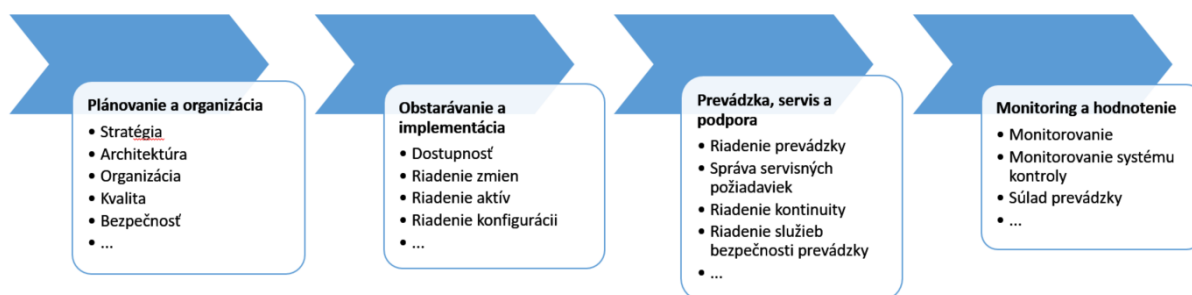 Plánovanie a organizácia
• Stratégia
• Architektúra
• Organizácia
• Kvalita
• Bezpečnosť
• ...
Obstarávanie a
implementácia
• Dostupnosť
• Riadenie zmien
• Riadenie aktív
• Riadenie konfigurácii
• ...
Prevádzka, servis a
podpora
• Riadenie prevádzky
• Správa servisných
požiadaviek
• Riadenie kontinuity
• Riadenie služieb
bezpečnosti prevádzky
• ...
Monitoring a hodnotenie
• Monitorovanie
• Monitorovanie systému
kontroly
• Súlad prevádzky
• ...